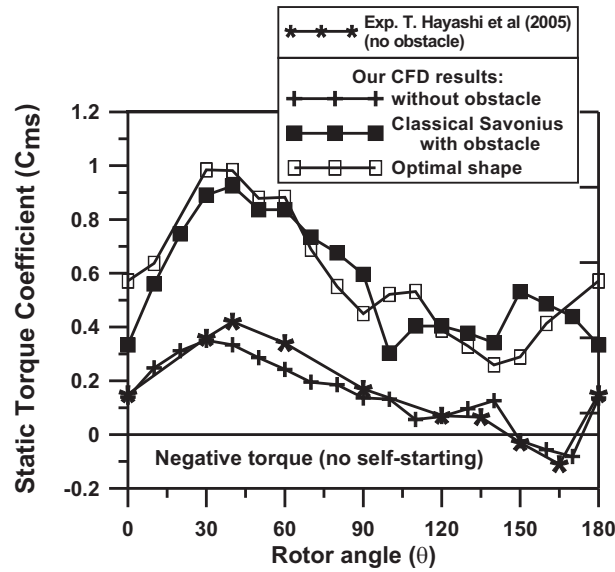 Exp. T. Hayashi et al (2005)
(no obstacle)
Our CFD results:
without obstacle
Classical Savonius
with obstacle
Optimal shape
Static Torque Coefficient (Cms)
1.2
1
0.8
0.6
0.4
0.2
0
-0.2
Negative torque (no self-starting)
0
30
60
90
120
150
180
Rotor angle (θ)